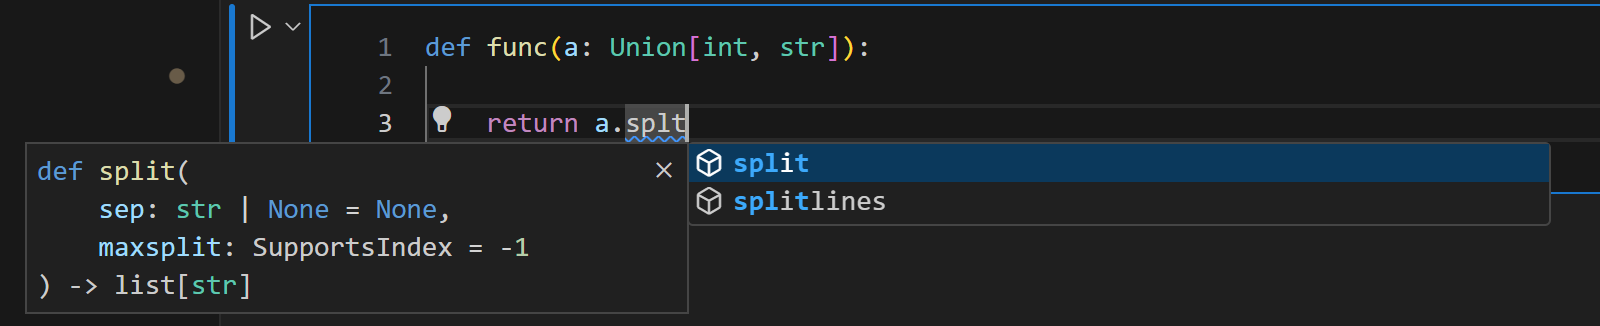 1 def func(a: Union[int, str]):
2
3 return a.splt
def split(
sep: str | None = None,
maxsplit: SupportsIndex = -1
) -> list[str]
split
splitlines